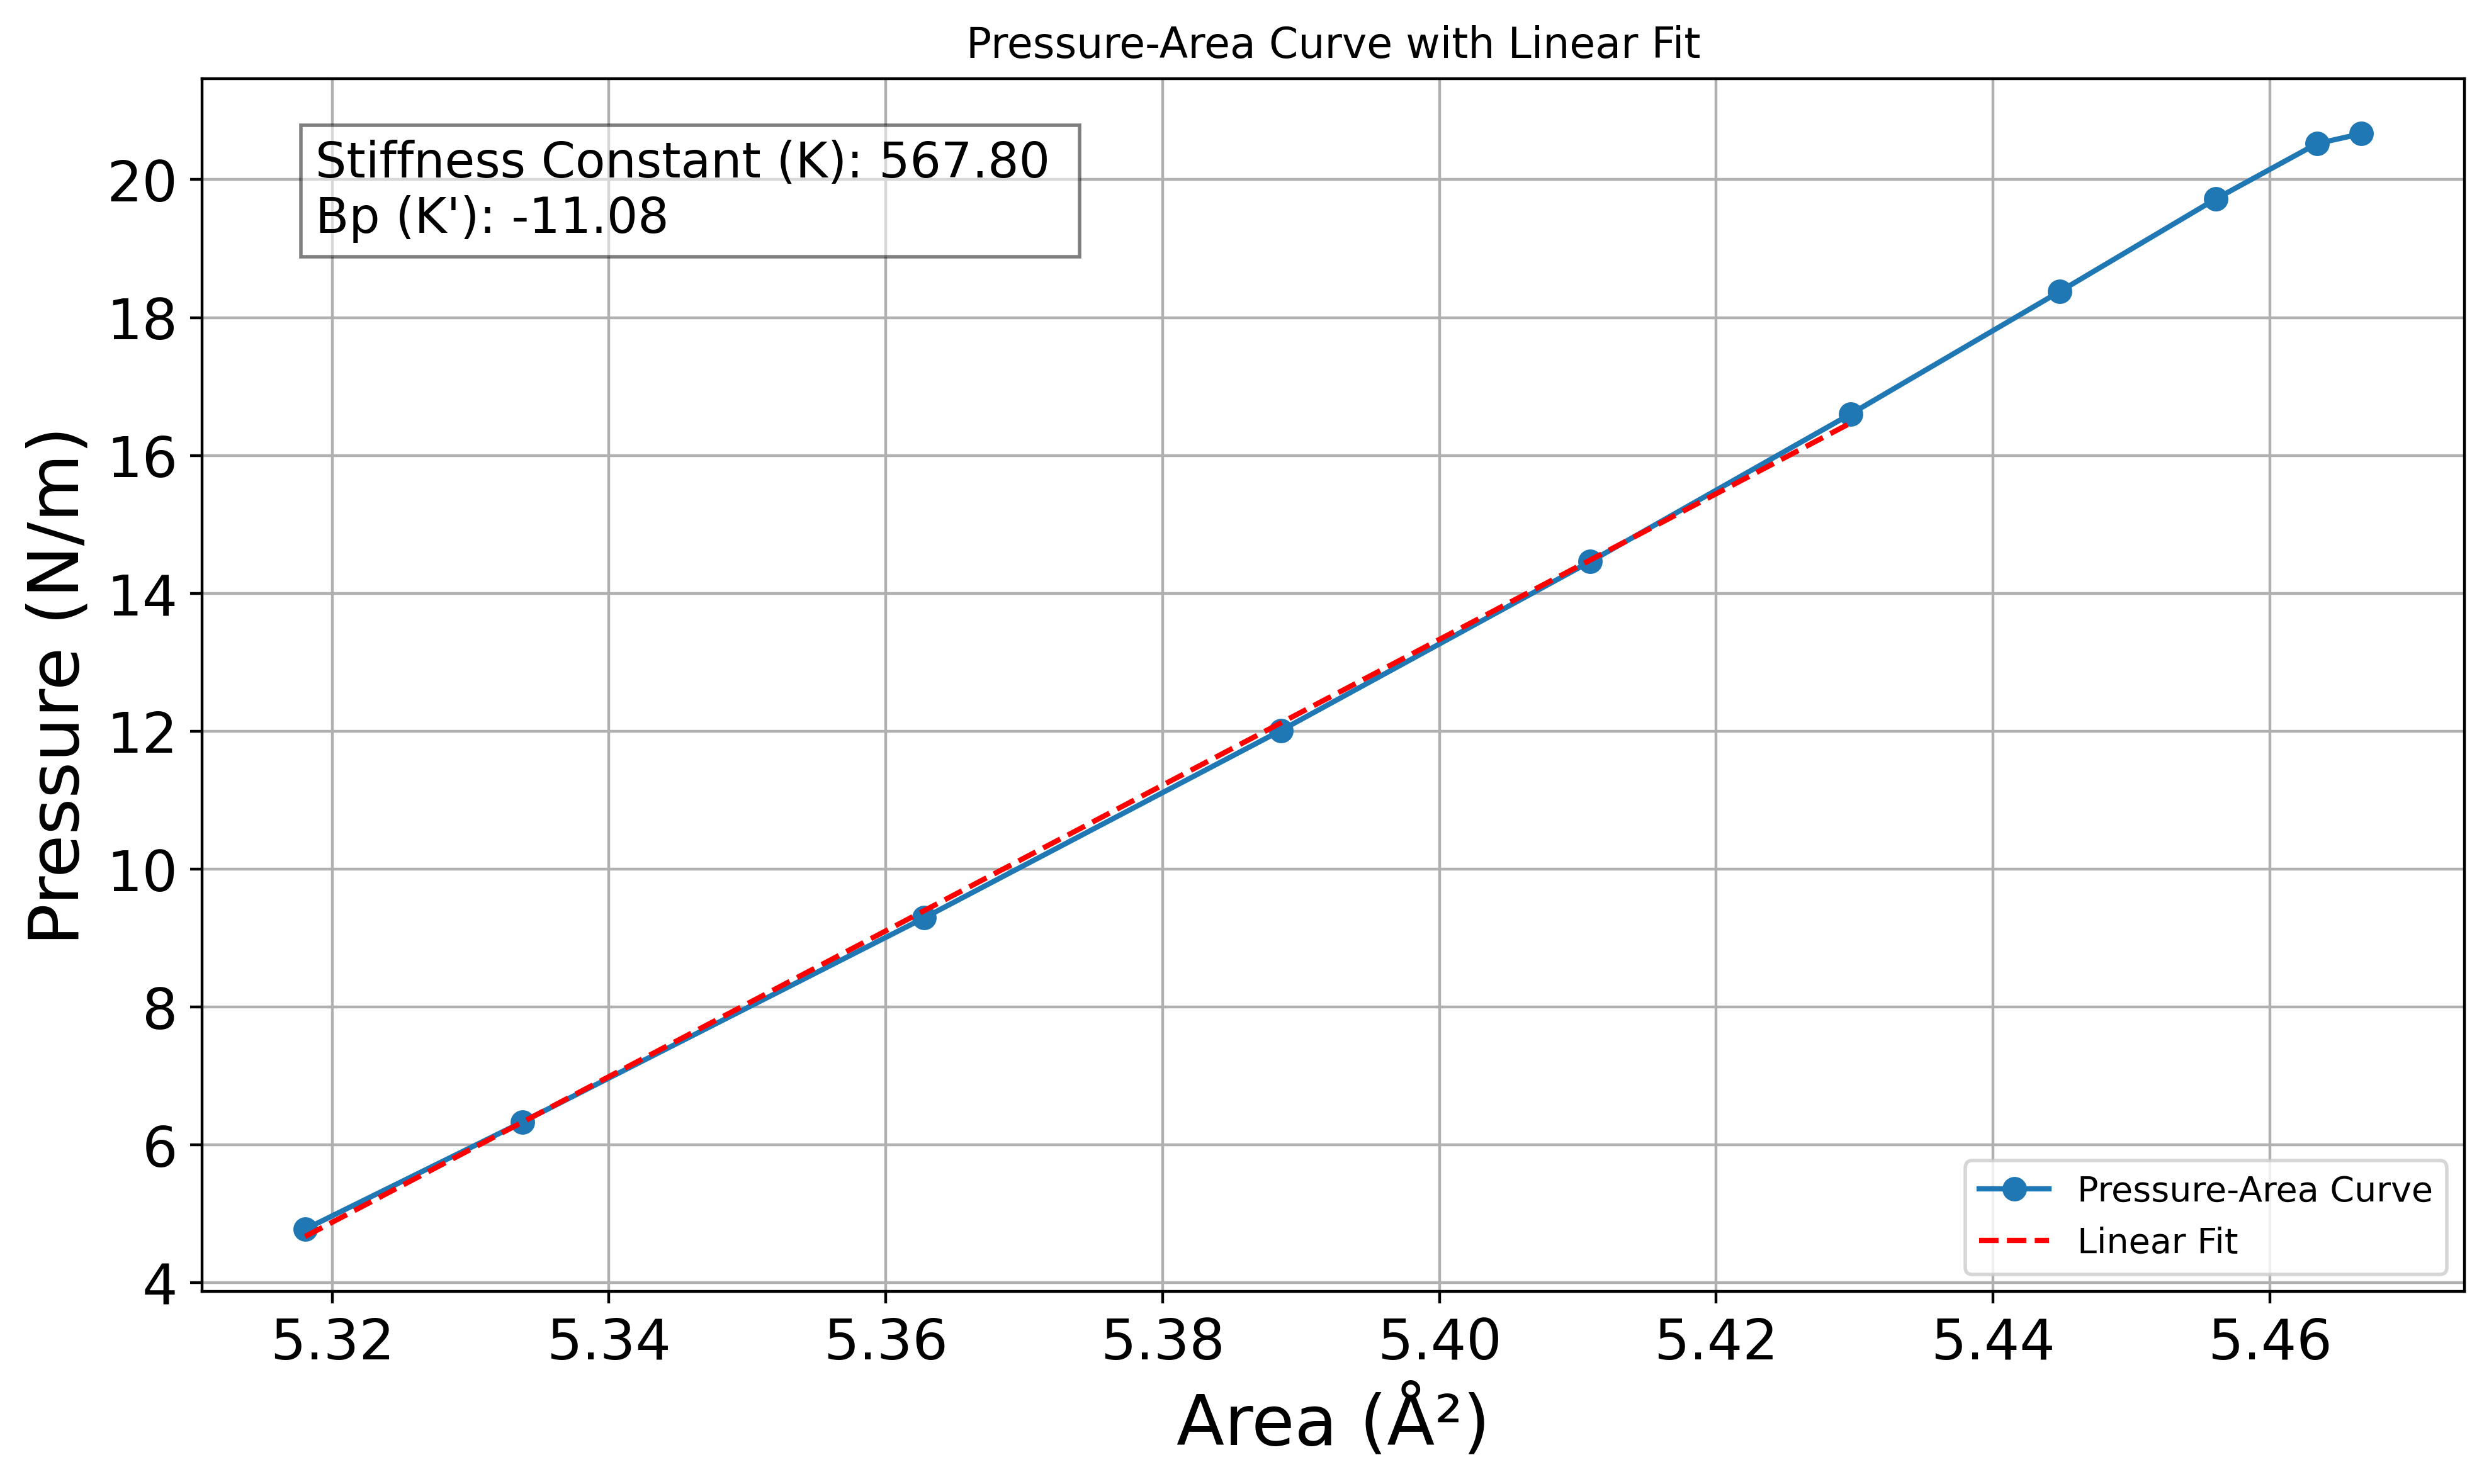 Pressure-Area Curve with Linear Fit
Stiffness Constant (K): 567.80
Bp (K'): -11.08
Pressure (N/m)
20
18
16
14
12
10
8
6
4
Pressure-Area Curve
Linear Fit
5.32 5.34 5.36 5.38 5.40 5.42 5.44 5.46
Area (Å²)